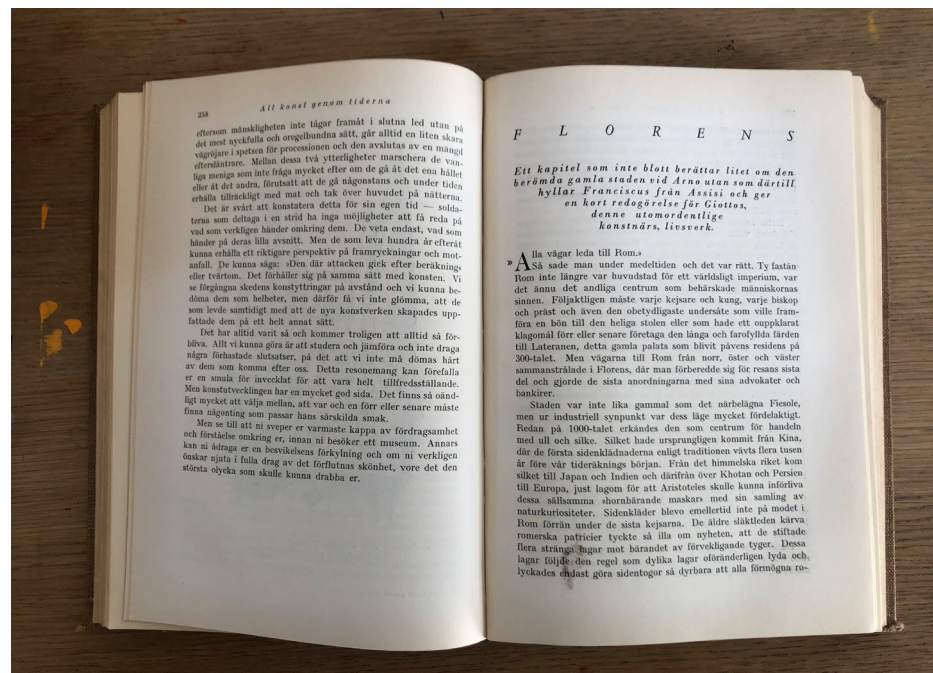 258
All konst genom tiderna
eftersom mänskligheten inte tågar framåt i slutna led utan på
det mest nyckfulla och oregelbundna sätt, går alltid en liten skara
vägröjare i spetsen för processionen och den avslutas av en mängd
eftersläntrare. Mellan dessa två ytterligheter marschera de van-
liga meniga som inte fråga mycket efter om de gå åt det ena hållet
eller åt det andra, förutsatt att de gå någonstans och under tiden
erhålla tillräckligt med mat och tak över huvudet på nätterna.
Det är svårt att konstatera detta för sin egen tid — solda-
terna som deltaga i en strid ha inga möjligheter att få reda på
vad som verkligen händer omkring dem. De veta endast, vad som
händer på deras lilla avsnitt. Men de som leva hundra år efteråt
kunna erhålla ett riktigare perspektiv på framryckningar och mot-
anfall. De kunna säga: »Den där attacken gick efter beräkning»
eller tvärtom. Det förhåller sig på samma sätt med konsten. Vi
se förgångna skedens konstyttringar på avstånd och vi kunna be-
döma dem som helheter, men därför få vi inte glömma, att de
som levde samtidigt med att de nya konstverken skapades upp-
fattade dem på ett helt annat sätt.
Det har alltid varit så och kommer troligen att alltid så för-
bliva. Allt vi kunna göra är att studera och jämföra och inte draga
några förhastade slutsatser, på det att vi inte må dömas hårt
av dem som komma efter oss. Detta resonemang kan förefalla
er en smula för invecklat för att vara helt tillfredsställande.
Men konstutvecklingen har en mycket god sida. Det finns så oänd-
ligt mycket att välja mellan, att var och en förr eller senare måste
finna någonting som passar hans särskilda smak.
Men se till att ni sveper er varmaste kappa av fördragsamhet
och förståelse omkring er, innan ni besöker ett museum. Annars
kan ni ådraga er en besvikelsens förkylning och om ni verkligen
önskar njuta i fulla drag av det förflutnas skönhet, vore det den
största olycka som skulle kunna drabba er.
FLORENS
Ett kapitel som inte blott berättar litet om den
berömda gamla staden vid Arno utan som därtill
hyllar Franciscus från Assisi och ger
en kort redogörelse för Giottos,
denne utomordentlige
konstnärs, livsverk.
»Alla vägar leda till Rom.»
Så sade man under medeltiden och det var rätt. Ty fastän
Rom inte längre var huvudstad för ett världsligt imperium, var
det ännu det andliga centrum som behärskade människornas
sinnen. Följaktligen måste varje kejsare och kung, varje biskop
och präst och även den obetydligaste undersåte som ville fram-
föra en bön till den heliga stolen eller som hade ett ouppklarat
klagomål förr eller senare företaga den långa och farofyllda färden
till Lateranen, detta gamla palats som blivit påvens residens på
300-talet. Men vägarna till Rom från norr, öster och väster
sammanstrålade i Florens, där man förberedde sig för resans sista
del och gjorde de sista anordningarna med sina advokater och
bankirer.
Staden var inte lika gammal som det närbelägna Fiesole,
men ur industriell synpunkt var dess läge mycket fördelaktigt.
Redan på 1000-talet erkändes den som centrum för handeln
med ull och silke. Silket hade ursprungligen kommit från Kina,
där de första sidenklädnaderna enligt traditionen vävts flera tusen
år före vår tideräknings början. Från det himmelska riket kom
silket till Japan och Indien och därifrån över Khotan och Persien
till Europa, just lagom för att Aristoteles skulle kunna införliva
dessa sällsamma »hornbärande maskar» med sin samling av
naturkuriositeter. Sidenkläder blevo emellertid inte på modet i
Rom förrän under de sista kejsarna. De äldre släktleden kärva
romerska patricier tyckte så illa om nyheten, att de stiftade
flera stränga lagar mot bärandet av förvekligande tyger. Dessa
lagar följde den regel som dylika lagar oföränderligen lyda och
lyckades endast göra sidentogor så dyrbara att alla förmögna ro-